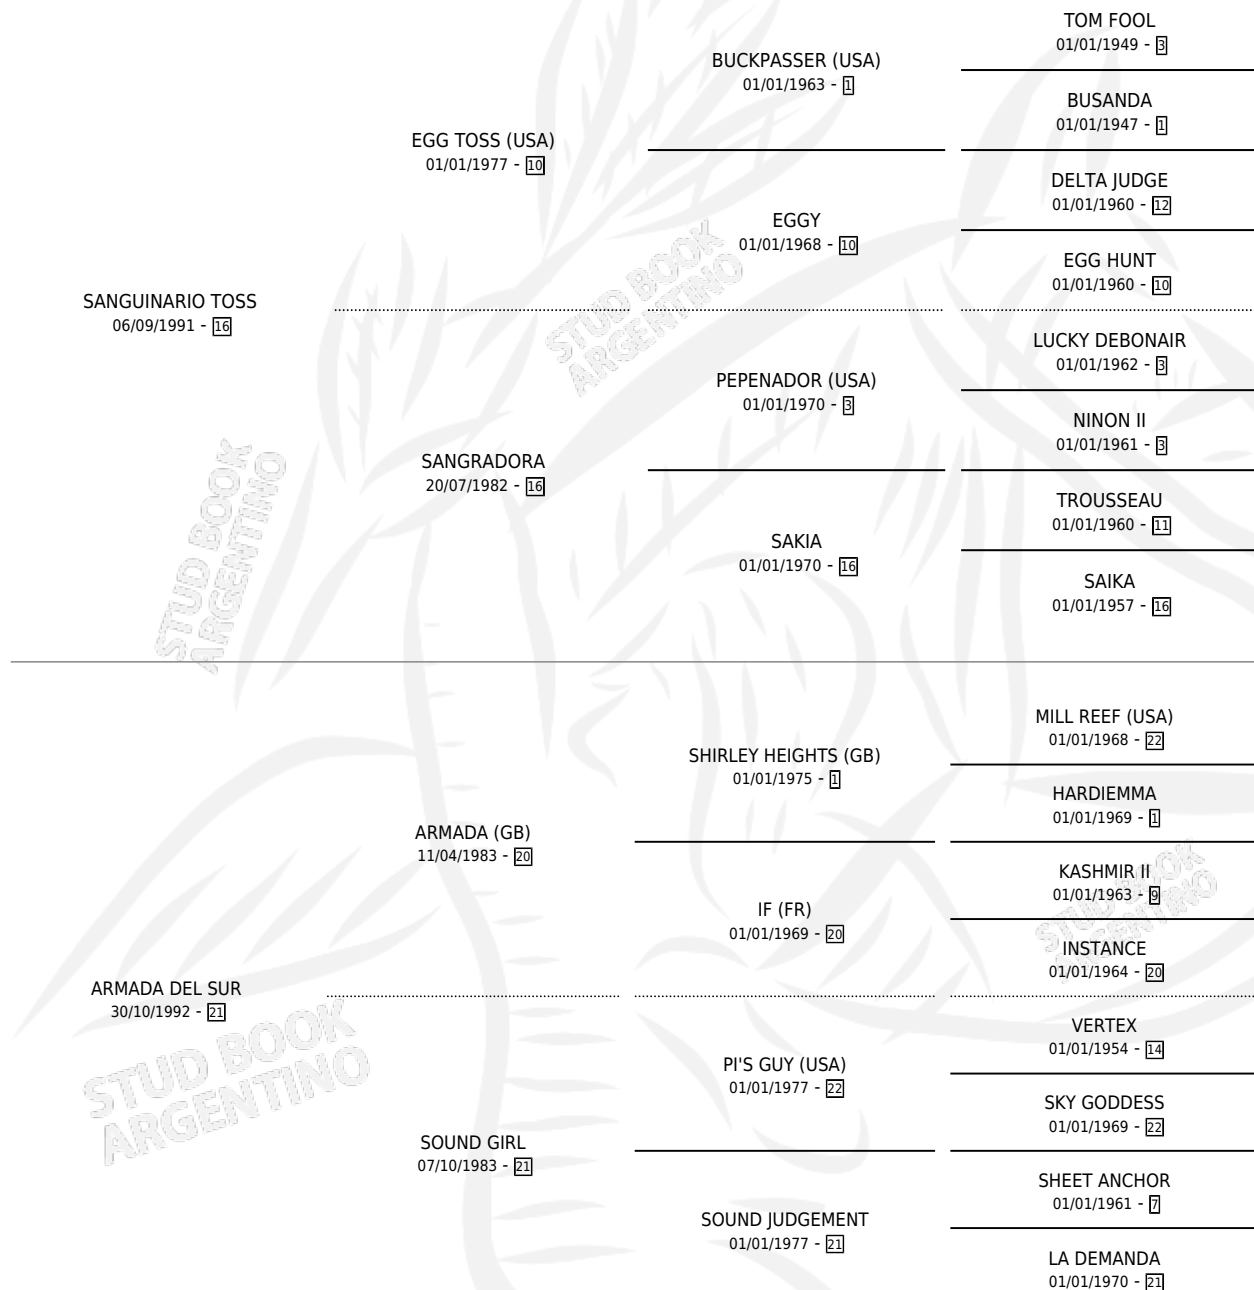 TOM FOOL
01/01/1949 - 3
BUCKPASSER (USA)
01/01/1963 - 1
BUSANDA
01/01/1947 - 1
EGG TOSS (USA)
01/01/1977 - 10
DELTA JUDGE
01/01/1960 - 12
EGGY
01/01/1968 - 10
EGG HUNT
01/01/1960 - 10
SANGUINARIO TOSS
06/09/1991 - 16
LUCKY DEBONAIR
01/01/1962 - 3
PEPENADOR (USA)
01/01/1970 - 3
NINON II
01/01/1961 - 3
SANGRADORA
20/07/1982 - 16
TROUSSEAU
01/01/1960 - 11
SAKIA
01/01/1970 - 16
SAIKA
01/01/1957 - 16
MILL REEF (USA)
01/01/1968 - 22
SHIRLEY HEIGHTS (GB)
01/01/1975 - 1
HARDIEMMA
01/01/1969 - 1
ARMADA (GB)
11/04/1983 - 20
KASHMIR II
01/01/1963 - 9
IF (FR)
01/01/1969 - 20
INSTANCE
01/01/1964 - 20
ARMADA DEL SUR
30/10/1992 - 21
VERTEX
01/01/1954 - 14
PI'S GUY (USA)
01/01/1977 - 22
SKY GODDESS
01/01/1969 - 22
SOUND GIRL
07/10/1983 - 21
SHEET ANCHOR
01/01/1961 - 7
SOUND JUDGEMENT
01/01/1977 - 21
LA DEMANDA
01/01/1970 - 21
STUD BOOK
ARGENTINO
STUD BOOK
ARGENTINO
STUD BOOK
ARGENTINO
STUD BOOK
ARGENTINO